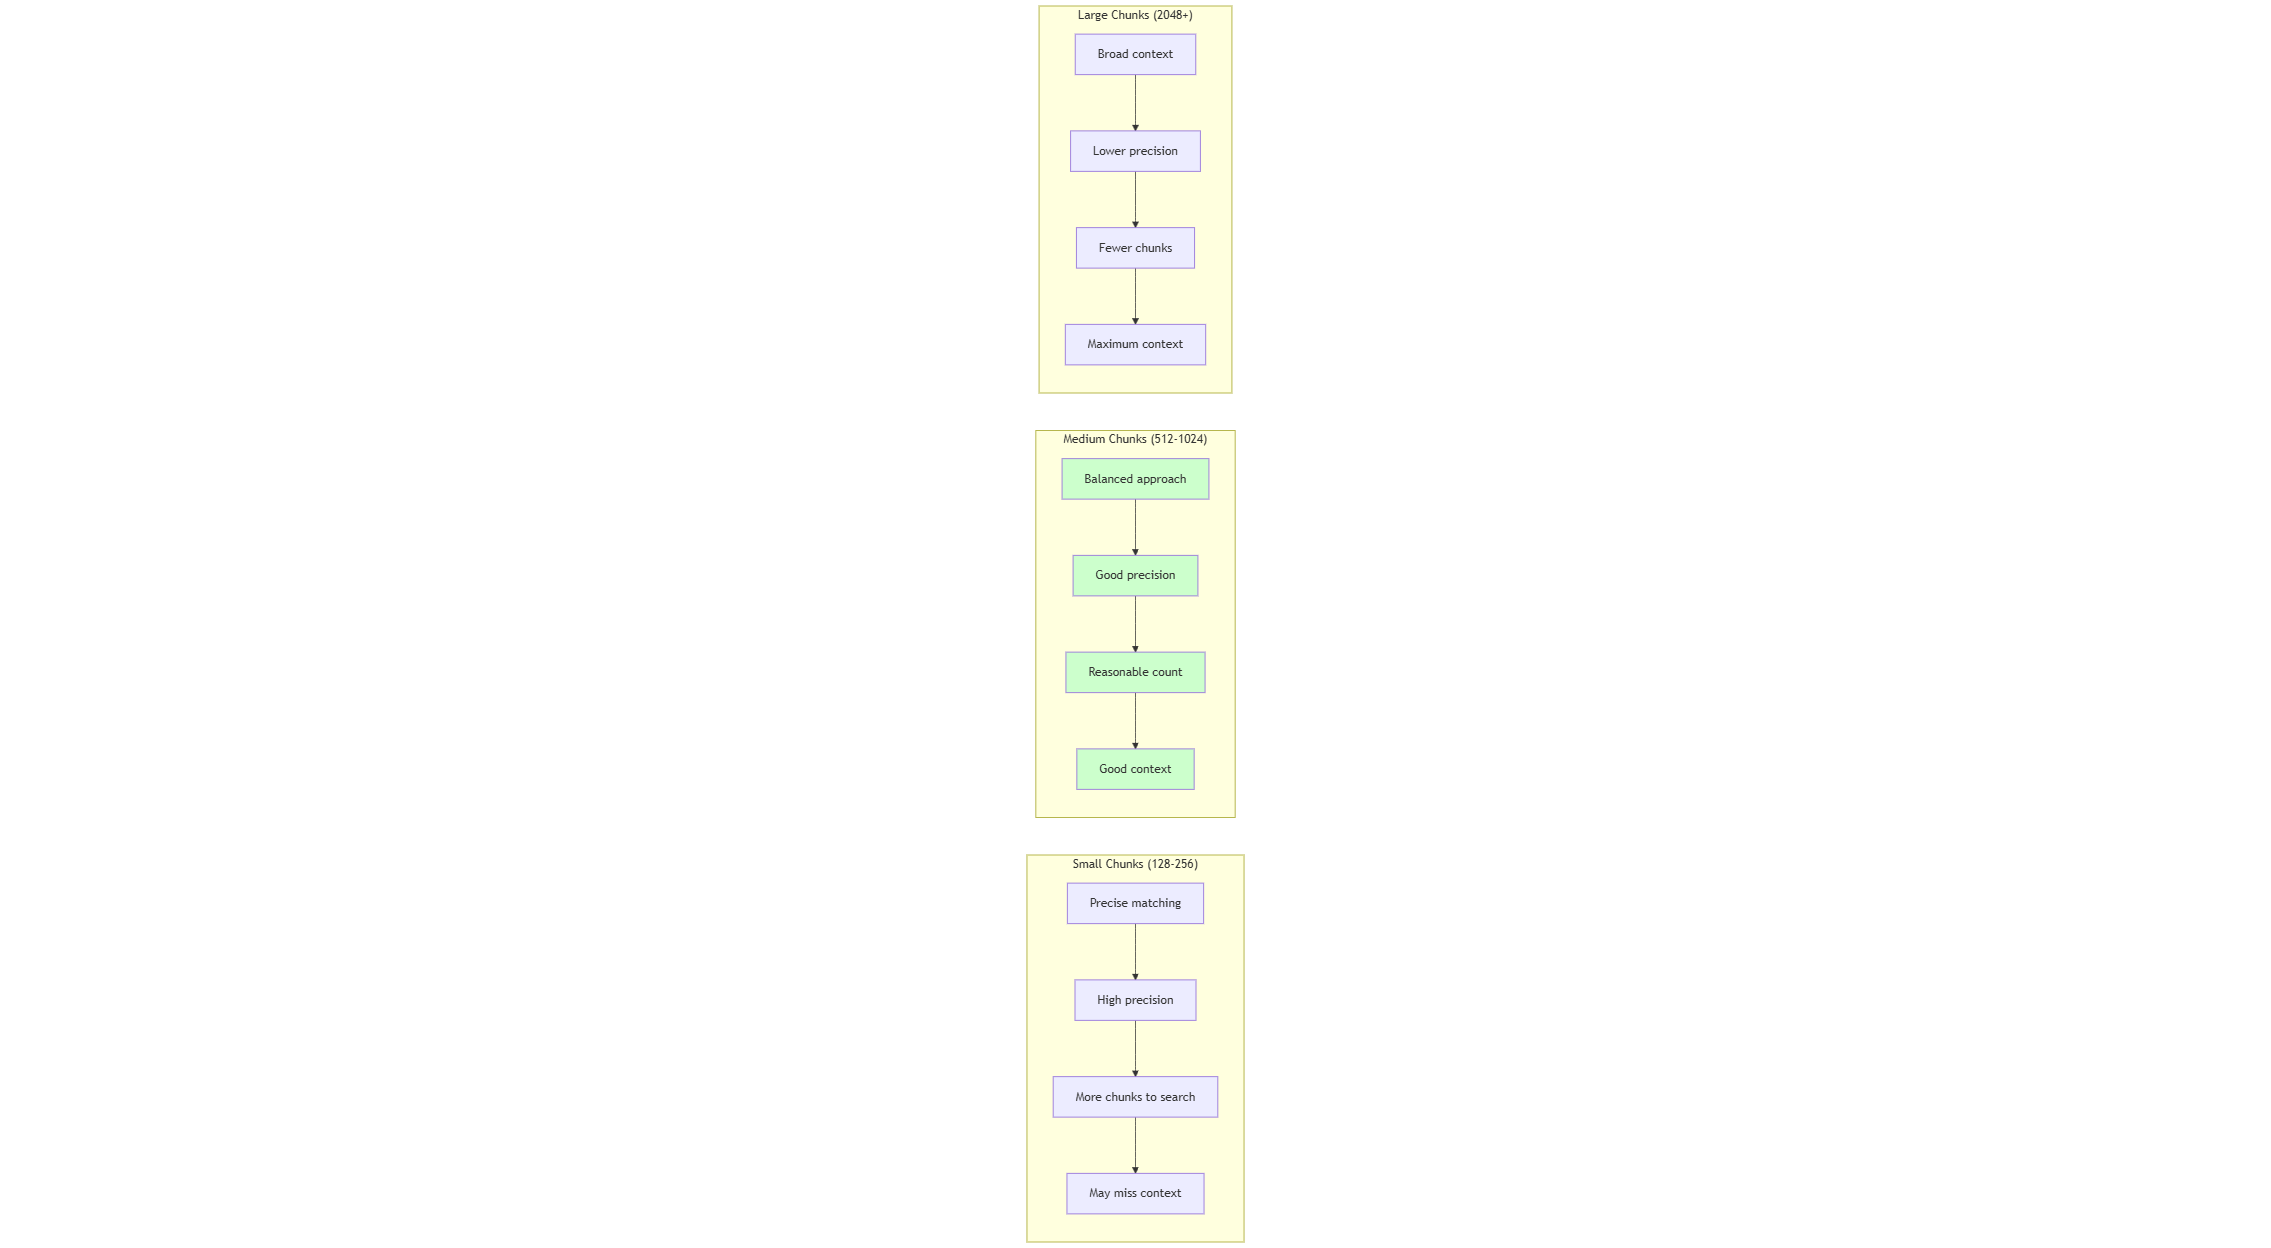 Large Chunks (2048+)
Broad context
Lower precision
Fewer chunks
Maximum context
Medium Chunks (512-1024)
Balanced approach
Good precision
Reasonable count
Good context
Small Chunks (128-256)
Precise matching
High precision
More chunks to search
May miss context